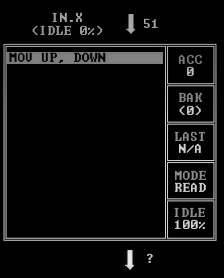 IN.X
(IDLE 0%)
51
MOV UP, DOWN
ACC
0
BAK
(0)
LAST
N/A
MODE
READ
IDLE
100%
?